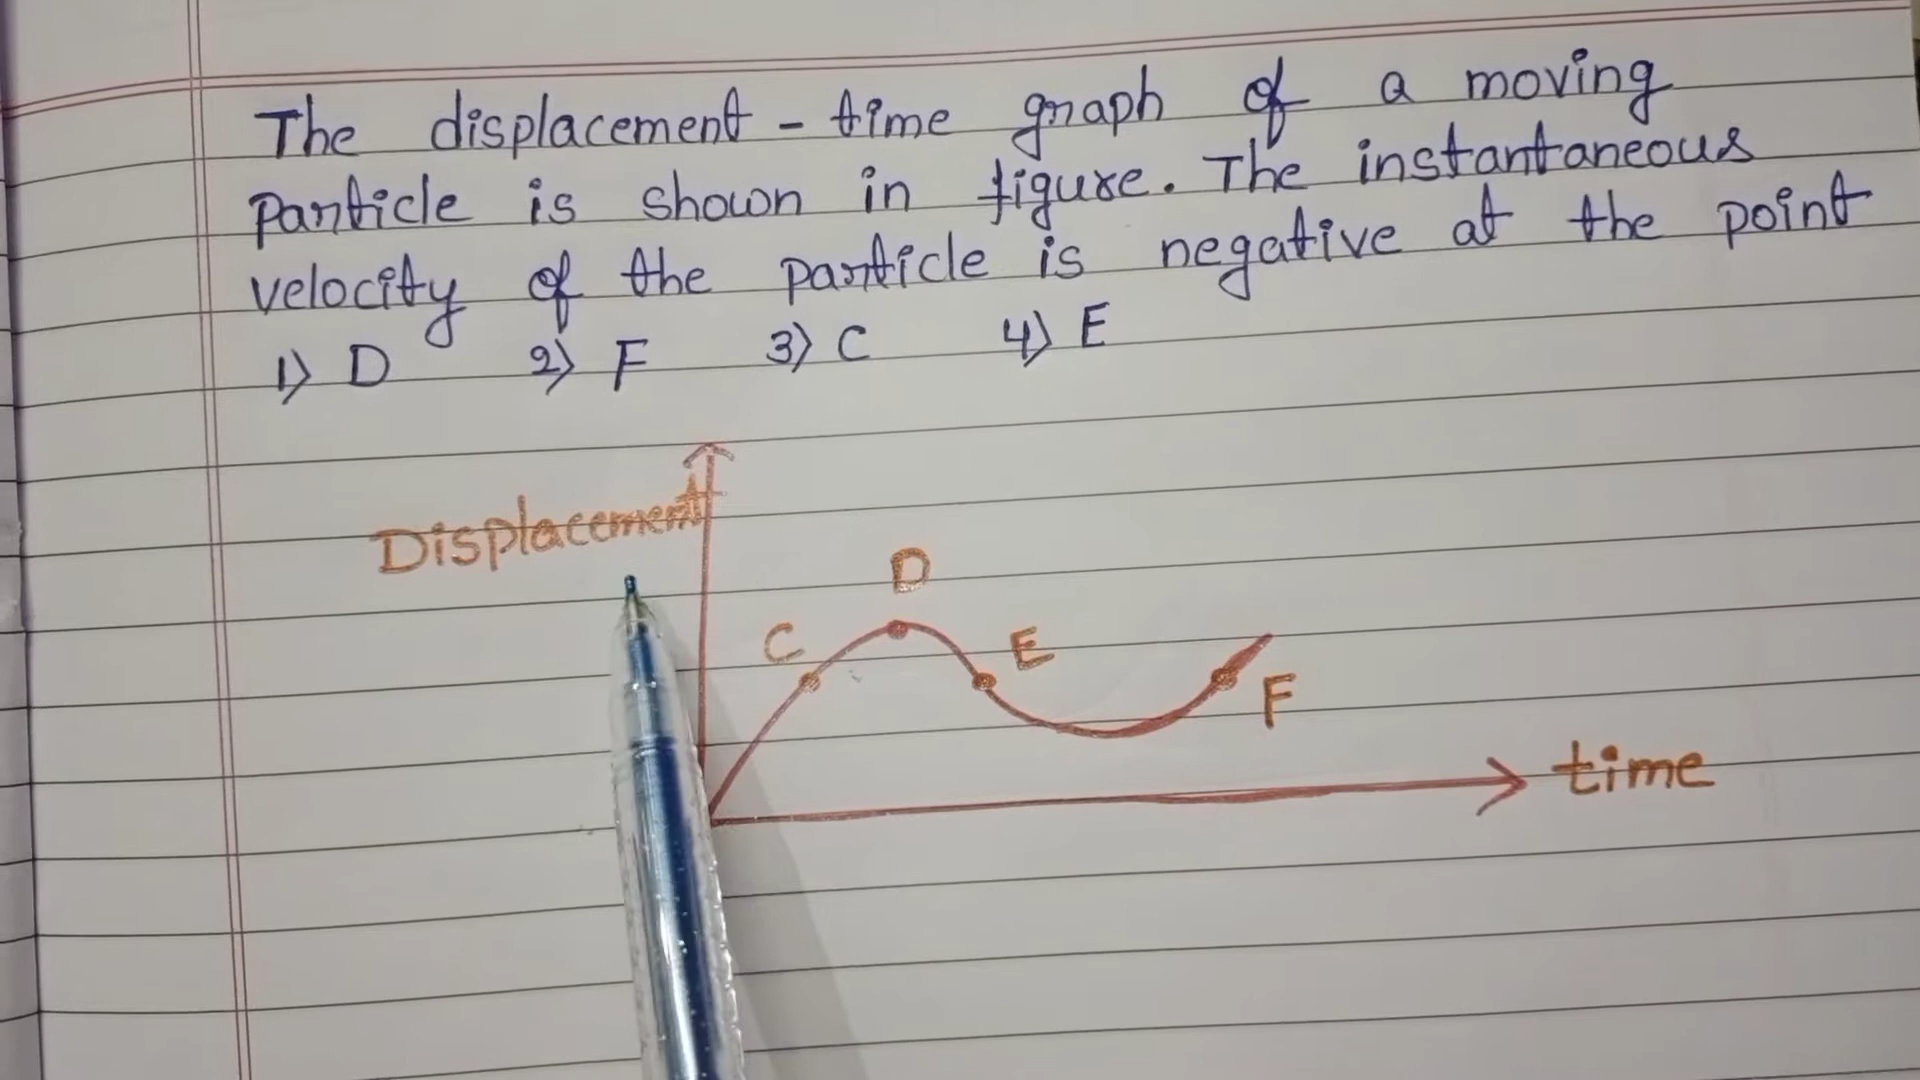 The displacement - time graph of a moving
particle is shown in figure. The instantaneous
velocity of the particle is negative at the point
1) D 2) F 3) C 4) E
Displacement
D
C
E
F
time